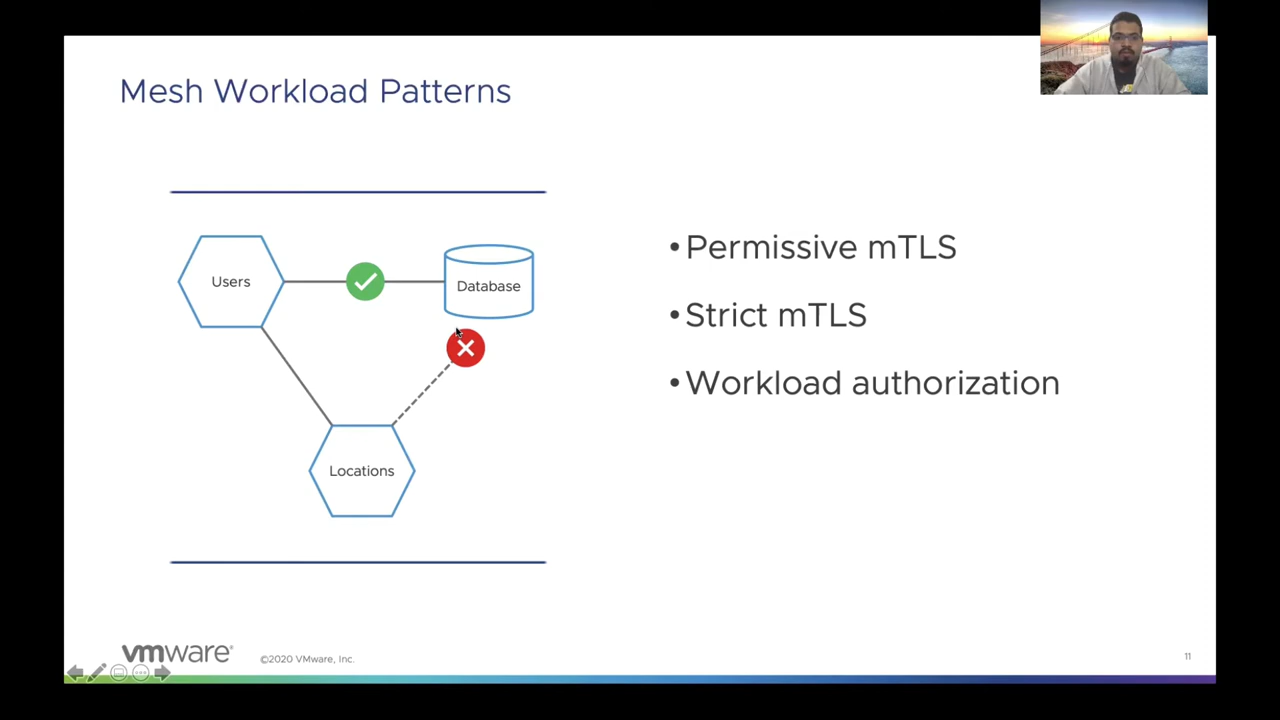 Mesh Workload Patterns
Users
Database
Locations
•Permissive mTLS
•Strict mTLS
•Workload authorization
vmware®
©2020 VMware, Inc.
11